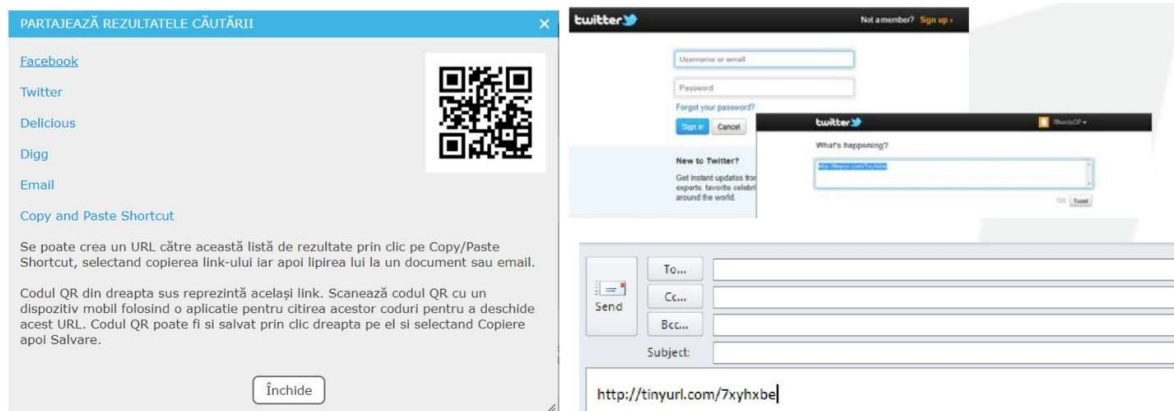 PARTAJEAZĂ REZULTATELE CĂUTĂRII ×
Facebook
Twitter
Delicious
Digg
Email
Copy and Paste Shortcut
Se poate crea un URL către această listă de rezultate prin clic pe Copy/Paste
Shortcut, selectand copierea link-ului iar apoi lipirea lui la un document sau email.
Codul QR din dreapta sus reprezintă același link. Scanează codul QR cu un
dispozitiv mobil folosind o aplicatie pentru citirea acestor coduri pentru a deschide
acest URL. Codul QR poate fi si salvat prin clic dreapta pe el si selectand Copiere
apoi Salvare.
Închide
twitter
Not a member? Sign up ›
Username or email
Password
Forgot your password?
Sign in Cancel
New to Twitter?
Get instant updates from
experts, favorite celebri
around the world.
twitter
What's happening?
Tweet
Send
To...
Cc...
Bcc...
Subject:
http://tinyurl.com/7xyhxbe